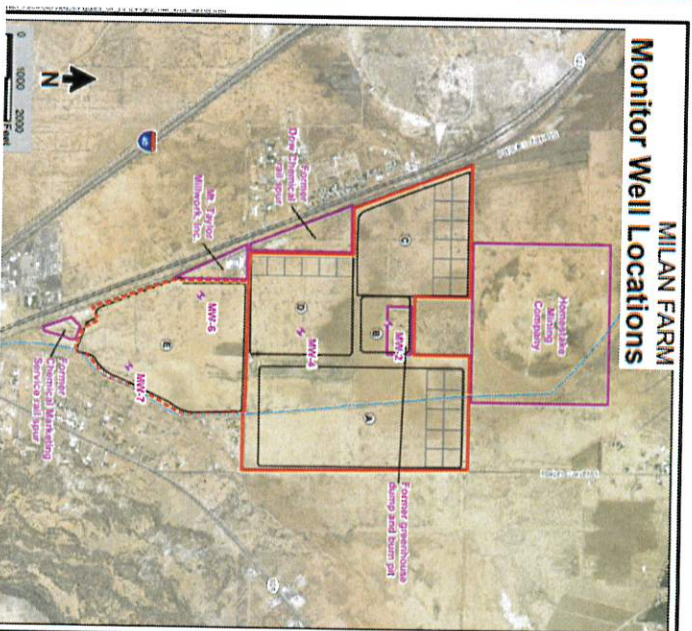 MILAN FARM
Monitor Well Locations
Homestake
Mining
Company
Former
Dow Chemical
rail spur
Mt. Taylor
Millwork Inc.
C
B
MW-2
D
MW-4
A
E
MW-6
MW-7
Former greenhouse
dump and burn pit
Former
Chemical Marketing
Service rail spur
40
N
0 1000 2000
Feet